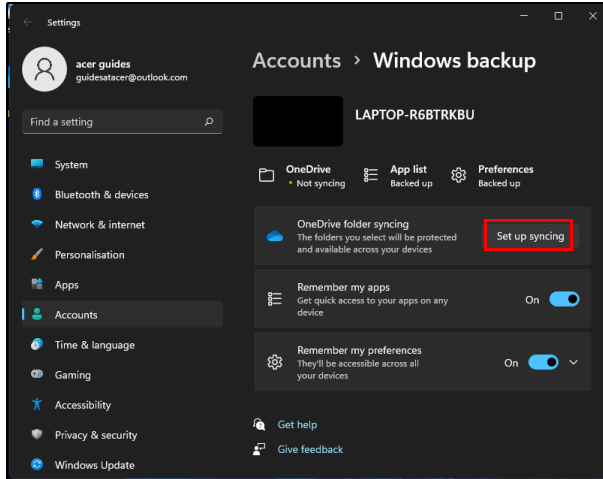 Settings
acer guides
guidesatacer@outlook.com
Find a setting
System
Bluetooth & devices
Network & internet
Personalisation
Apps
Accounts
Time & language
Gaming
Accessibility
Privacy & security
Windows Update
Accounts > Windows backup
LAPTOP-R6BTRKBU
OneDrive
• Not syncing
App list
Backed up
Preferences
Backed up
OneDrive folder syncing
The folders you select will be protected
and available across your devices
Set up syncing
Remember my apps
Get quick access to your apps on any
device
On
Remember my preferences
They'll be accessible across all
your devices
On
Get help
Give feedback